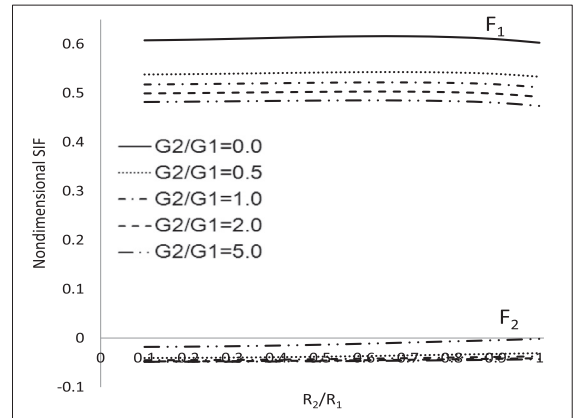 F1
0.6
0.5
0.4
0.3
0.2
0.1
0
-0.1
Nondimensional SIF
G2/G1=0.0
G2/G1=0.5
G2/G1=1.0
G2/G1=2.0
G2/G1=5.0
F2
0 0.1 0.2 0.3 0.4 0.5 0.6 0.7 0.8 0.9 1
R2/R1